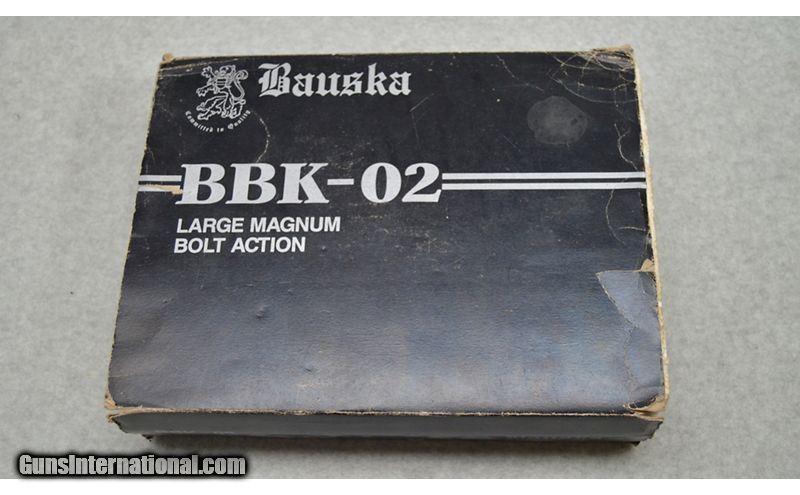 Bauska
Committed to Quality
BBK-02
LARGE MAGNUM
BOLT ACTION
GunsInternational.com